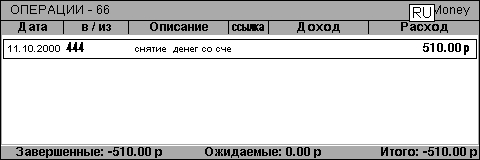 ОПЕРАЦИИ - 66 RU Money
Дата в / из Описание ссылка Доход Расход
11.10.2000 444 снятие денег со сче 510.00 р
Завершенные: -510.00 р Ожидаемые: 0.00 р Итого: -510.00 р